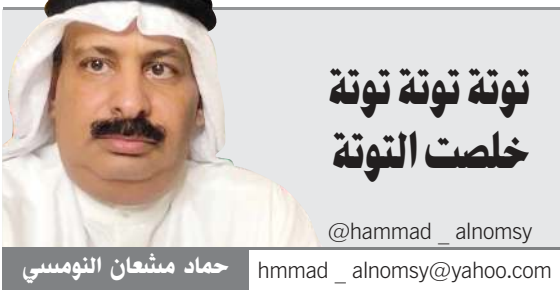 توتة توتة توتة
خلصت التوتة
@hammad _ alnomsy
حماد مشعان النومسي
hmmad _ alnomsy@yahoo.com